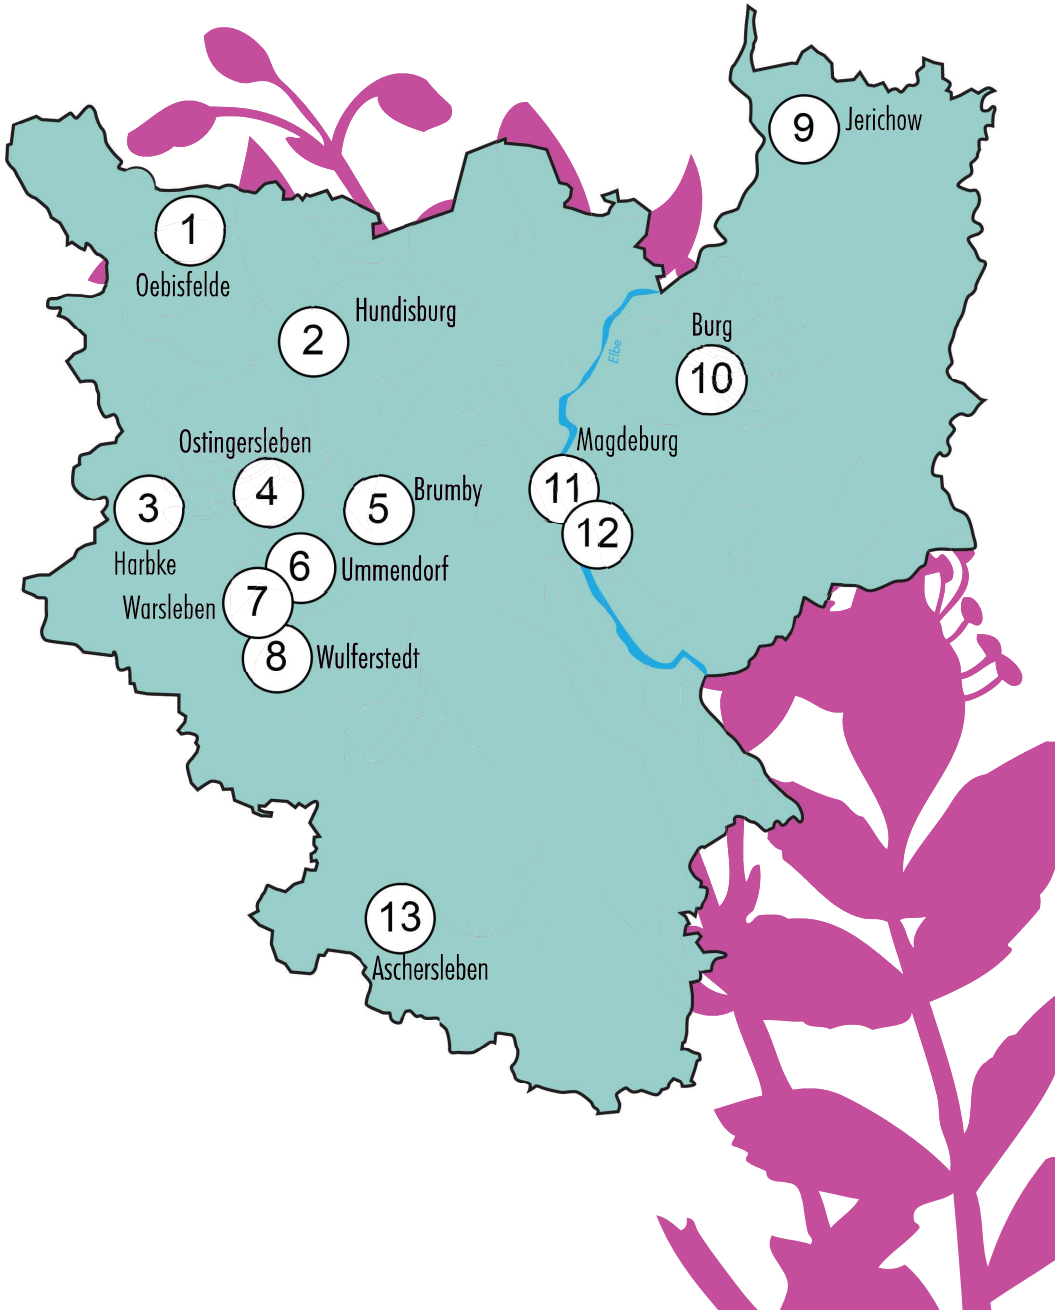 9
Jerichow
1
Oebisfelde
Hundisburg
2
Burg
10
Elbe
Ostingersleben
Magdeburg
4
11
3
5
Brumby
12
Harbke
6
Ummendorf
7
Warsleben
8
Wulferstedt
13
Aschersleben